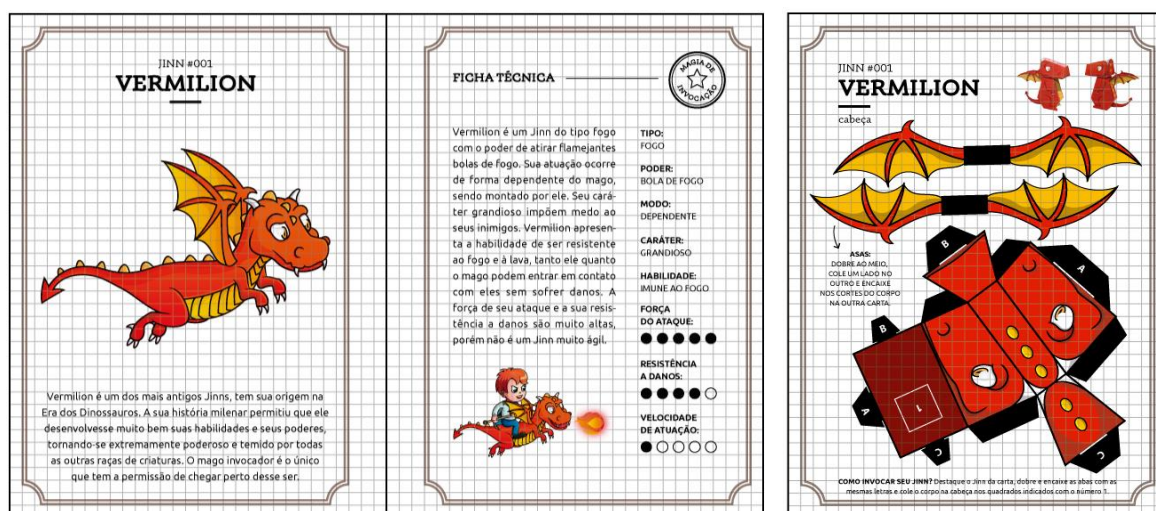 JINN #001
VERMILION
Vermilion é um dos mais antigos Jinns, tem sua origem na
Era dos Dinossauros. A sua história milenar permitiu que ele
desenvolvesse muito bem suas habilidades e seus poderes,
tornando-se extremamente poderoso e temido por todas
as outras raças de criaturas. O mago invocador é o único
que tem a permissão de chegar perto desse ser.
FICHA TÉCNICA
MAGIA DE
INVOCAÇÃO
Vermilion é um Jinn do tipo fogo
com o poder de atirar flamejantes
bolas de fogo. Sua atuação ocorre
de forma dependente do mago,
sendo montado por ele. Seu cará-
ter grandioso impõem medo ao
seus inimigos. Vermilion apresen-
ta a habilidade de ser resistente
ao fogo e à lava, tanto ele quanto
o mago podem entrar em contato
com eles sem sofrer danos. A
força de seu ataque e a sua resis-
tência a danos são muito altas,
porém não é um Jinn muito ágil.
TIPO:
FOGO
PODER:
BOLA DE FOGO
MODO:
DEPENDENTE
CARÁTER:
GRANDIOSO
HABILIDADE:
IMUNE AO FOGO
FORÇA
DO ATAQUE:
RESISTÊNCIA
A DANOS:
VELOCIDADE
DE ATUAÇÃO:
JINN #001
VERMILION
cabeça
ASAS:
DOBRE AO MEIO,
COLE UM LADO NO
OUTRO E ENCAIXE
NOS CORTES DO CORPO
NA OUTRA CARTA.
B
A
B
A
1
C
C
COMO INVOCAR SEU JINN? Destaque o Jinn da carta, dobre e encaixe as abas com as
mesmas letras e cole o corpo na cabeça nos quadrados indicados com o número 1.